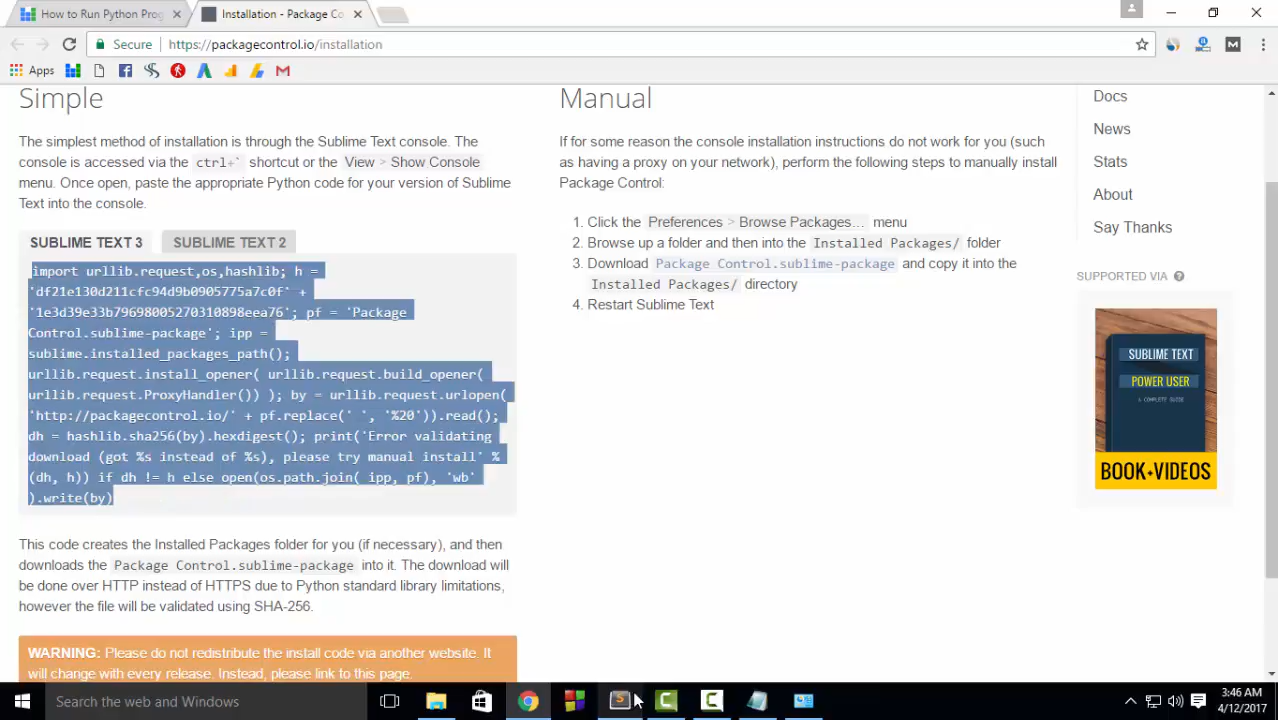 How to Run Python Prog
Installation - Package Co
Secure
https://packagecontrol.io/installation
Apps
Simple
The simplest method of installation is through the Sublime Text console. The
console is accessed via the ctrl+` shortcut or the View > Show Console
menu. Once open, paste the appropriate Python code for your version of Sublime
Text into the console.
SUBLIME TEXT 3
SUBLIME TEXT 2
import urllib.request,os,hashlib; h =
'df21e130d211cfc94d9b0905775a7c0f' +
'1e3d39e33b79698005270310898eea76'; pf = 'Package
Control.sublime-package'; ipp =
sublime.installed_packages_path();
urllib.request.install_opener( urllib.request.build_opener(
urllib.request.ProxyHandler()) ); by = urllib.request.urlopen(
'http://packagecontrol.io/' + pf.replace(' ', '%20')).read();
dh = hashlib.sha256(by).hexdigest(); print('Error validating
download (got %s instead of %s), please try manual install' %
(dh, h)) if dh != h else open(os.path.join( ipp, pf), 'wb'
).write(by)
This code creates the Installed Packages folder for you (if necessary), and then
downloads the Package Control.sublime-package into it. The download will
be done over HTTP instead of HTTPS due to Python standard library limitations,
however the file will be validated using SHA-256.
WARNING: Please do not redistribute the install code via another website. It
will change with every release. Instead, please link to this page.
Manual
If for some reason the console installation instructions do not work for you (such
as having a proxy on your network), perform the following steps to manually install
Package Control:
1. Click the Preferences > Browse Packages… menu
2. Browse up a folder and then into the Installed Packages/ folder
3. Download Package Control.sublime-package and copy it into the
Installed Packages/ directory
4. Restart Sublime Text
Docs
News
Stats
About
Say Thanks
SUPPORTED VIA ?
SUBLIME TEXT
POWER USER
A COMPLETE GUIDE
BOOK+VIDEOS
Search the web and Windows
3:46 AM
4/12/2017